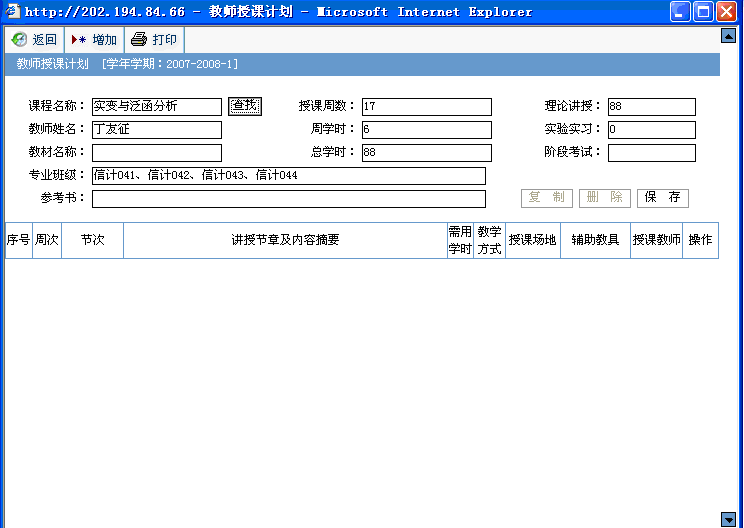 http://202.194.84.66 - 教师授课计划 - Microsoft Internet Explorer
返回 增加 打印
教师授课计划 [学年学期：2007-2008-1]
课程名称： 实变与泛函分析 查找 授课周数： 17 理论讲授： 88
教师姓名： 丁友征 周学时： 6 实验实习： 0
教材名称： 总学时： 88 阶段考试：
专业班级： 信计041、信计042、信计043、信计044
参考书： 复 制 删 除 保 存
序号 周次 节次 讲授节章及内容摘要 需用学时 教学方式 授课场地 辅助教具 授课教师 操作